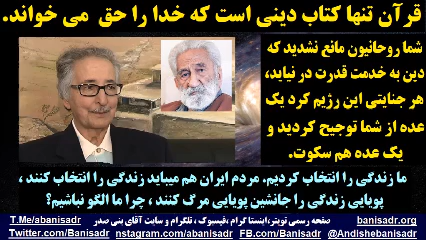 قرآن تنها کتاب دینی است که خدا را حق می خواند.
شما روحانیون مانع نشدید که
دین به خدمت قدرت در نیاید،
هر جنایتی این رژیم کرد یک
عده از شما توجیح کردید و
یک عده هم سکوت.
ما زندگی را انتخاب کردیم. مردم ایران هم میباید زندگی را انتخاب کنند ،
پویایی زندگی را جانشین پویایی مرگ کنند ، چرا ما الگو نباشیم؟
T.Me/abanisadr صفحه رسمی تویتر،اینستا گرام ،فیسبوک ، تلگرام و سایت آقای بنی صدر banisadr.org
Twitter.com/Banisadr nstagram.com/abanisadr FB.com/Banisadr @Andishebanisadr